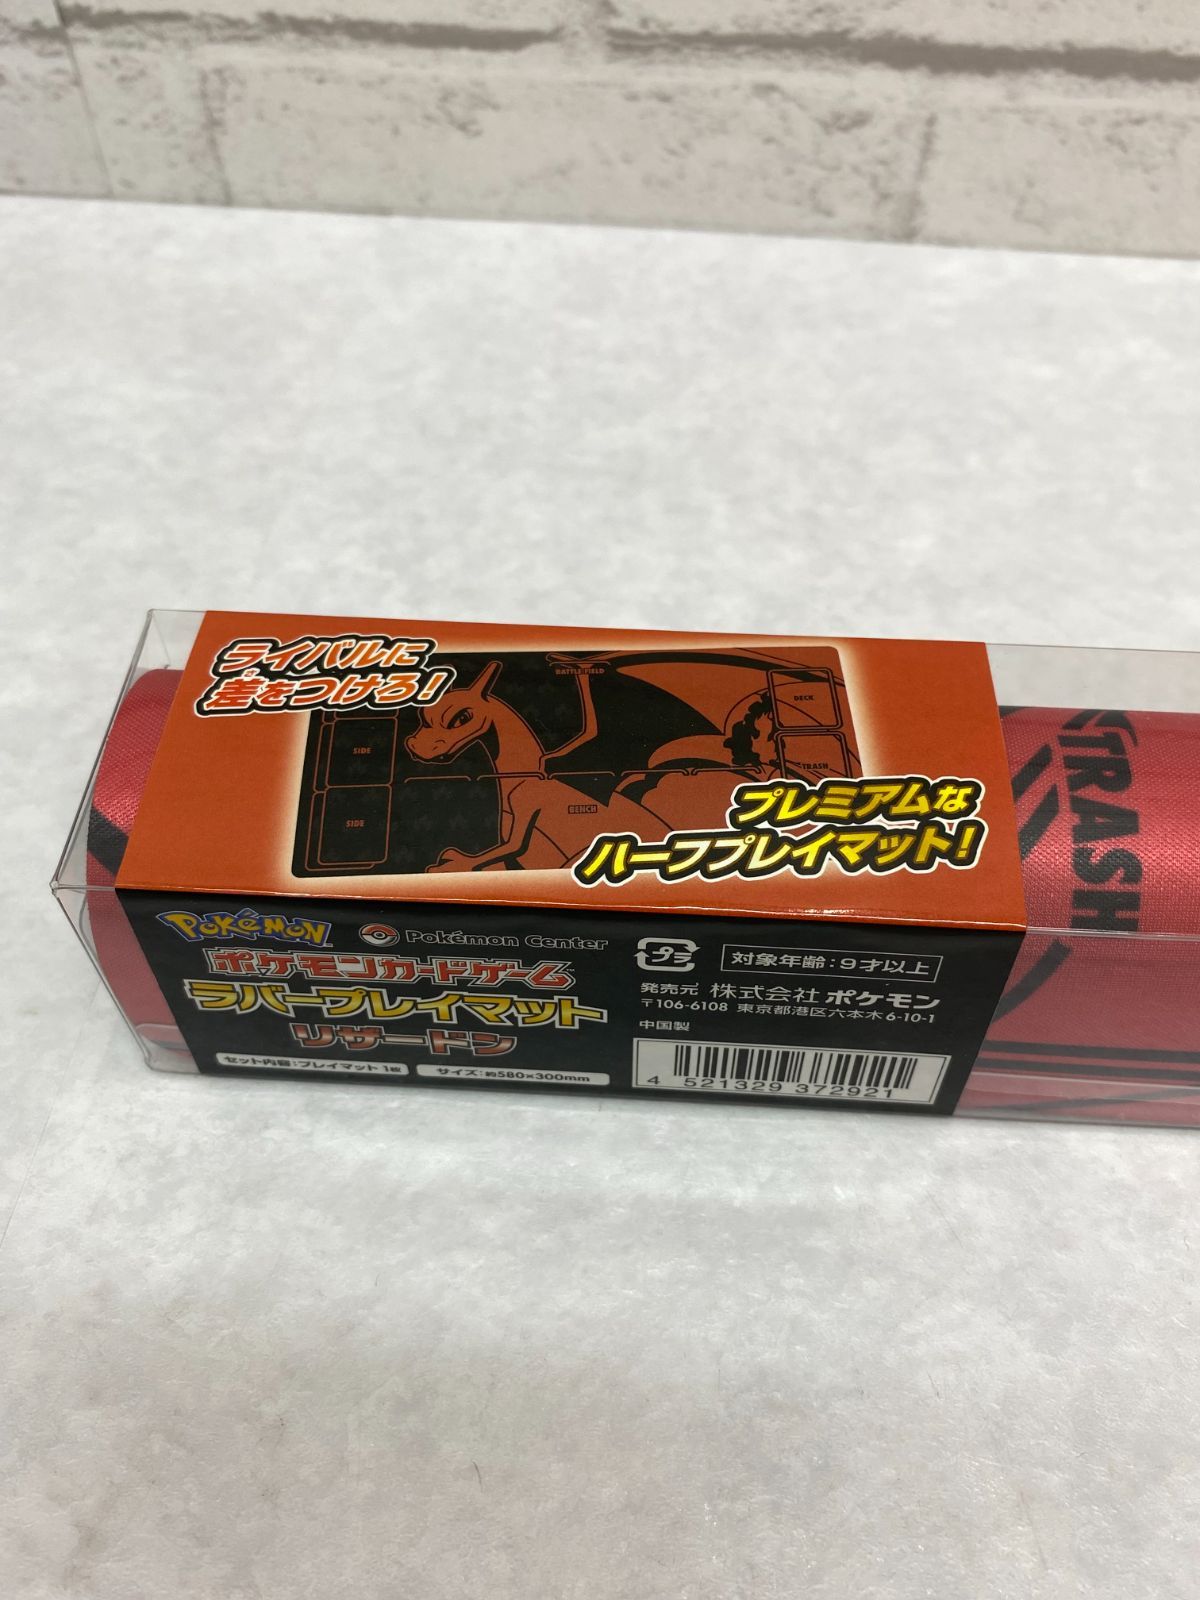 ライバルに
差をつけろ!
BATTLE FIELD
DECK
SIDE
TRASH
BENCH
SIDE
プレミアムな
ハーフプレイマット!
TRASH
POKéMON
Pokémon Center
ポケモンカードゲーム
ラバープレイマット
リザードン
セット内容:プレイマット 1枚
サイズ:約580×300mm
プラ
対象年齢:9才以上
発売元 株式会社 ポケモン
〒106-6108 東京都港区六本木6-10-1
中国製
4 521329 372921